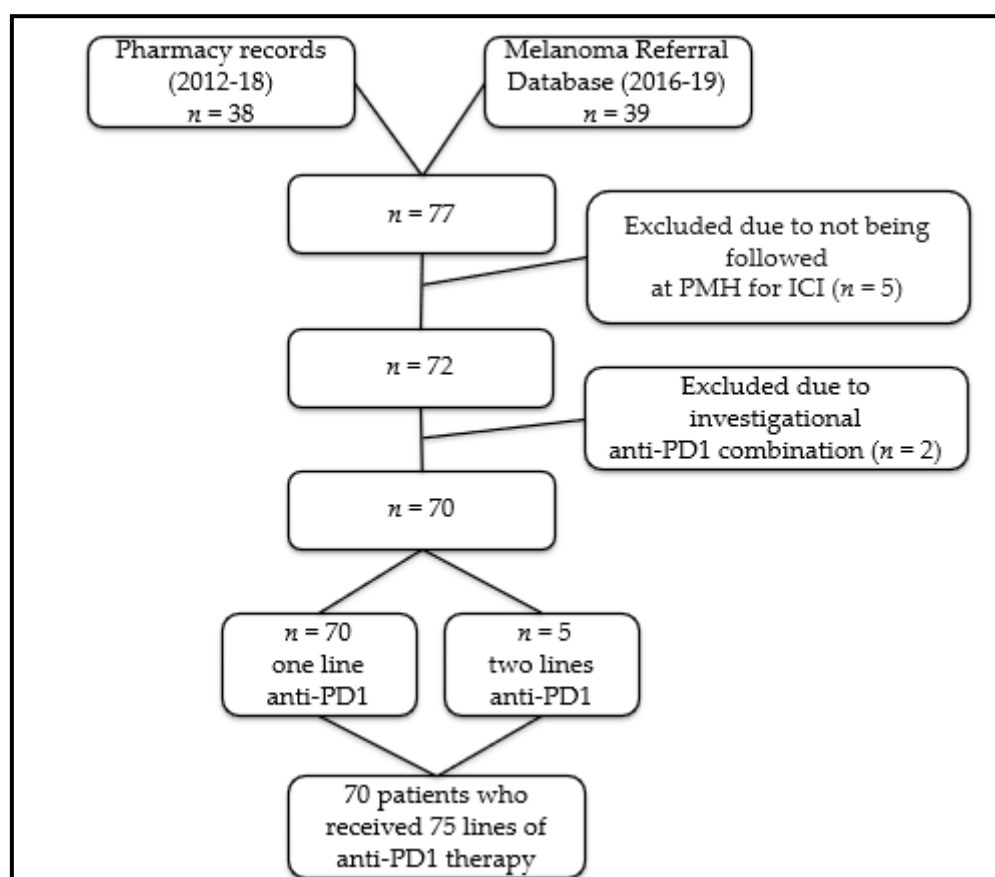 Pharmacy records
(2012-18)
n = 38
Melanoma Referral
Database (2016-19)
n = 39
n = 77
Excluded due to not being
followed
at PMH for ICI (n = 5)
n = 72
Excluded due to
investigational
anti-PD1 combination (n = 2)
n = 70
n = 70
one line
anti-PD1
n = 5
two lines
anti-PD1
70 patients who
received 75 lines of
anti-PD1 therapy